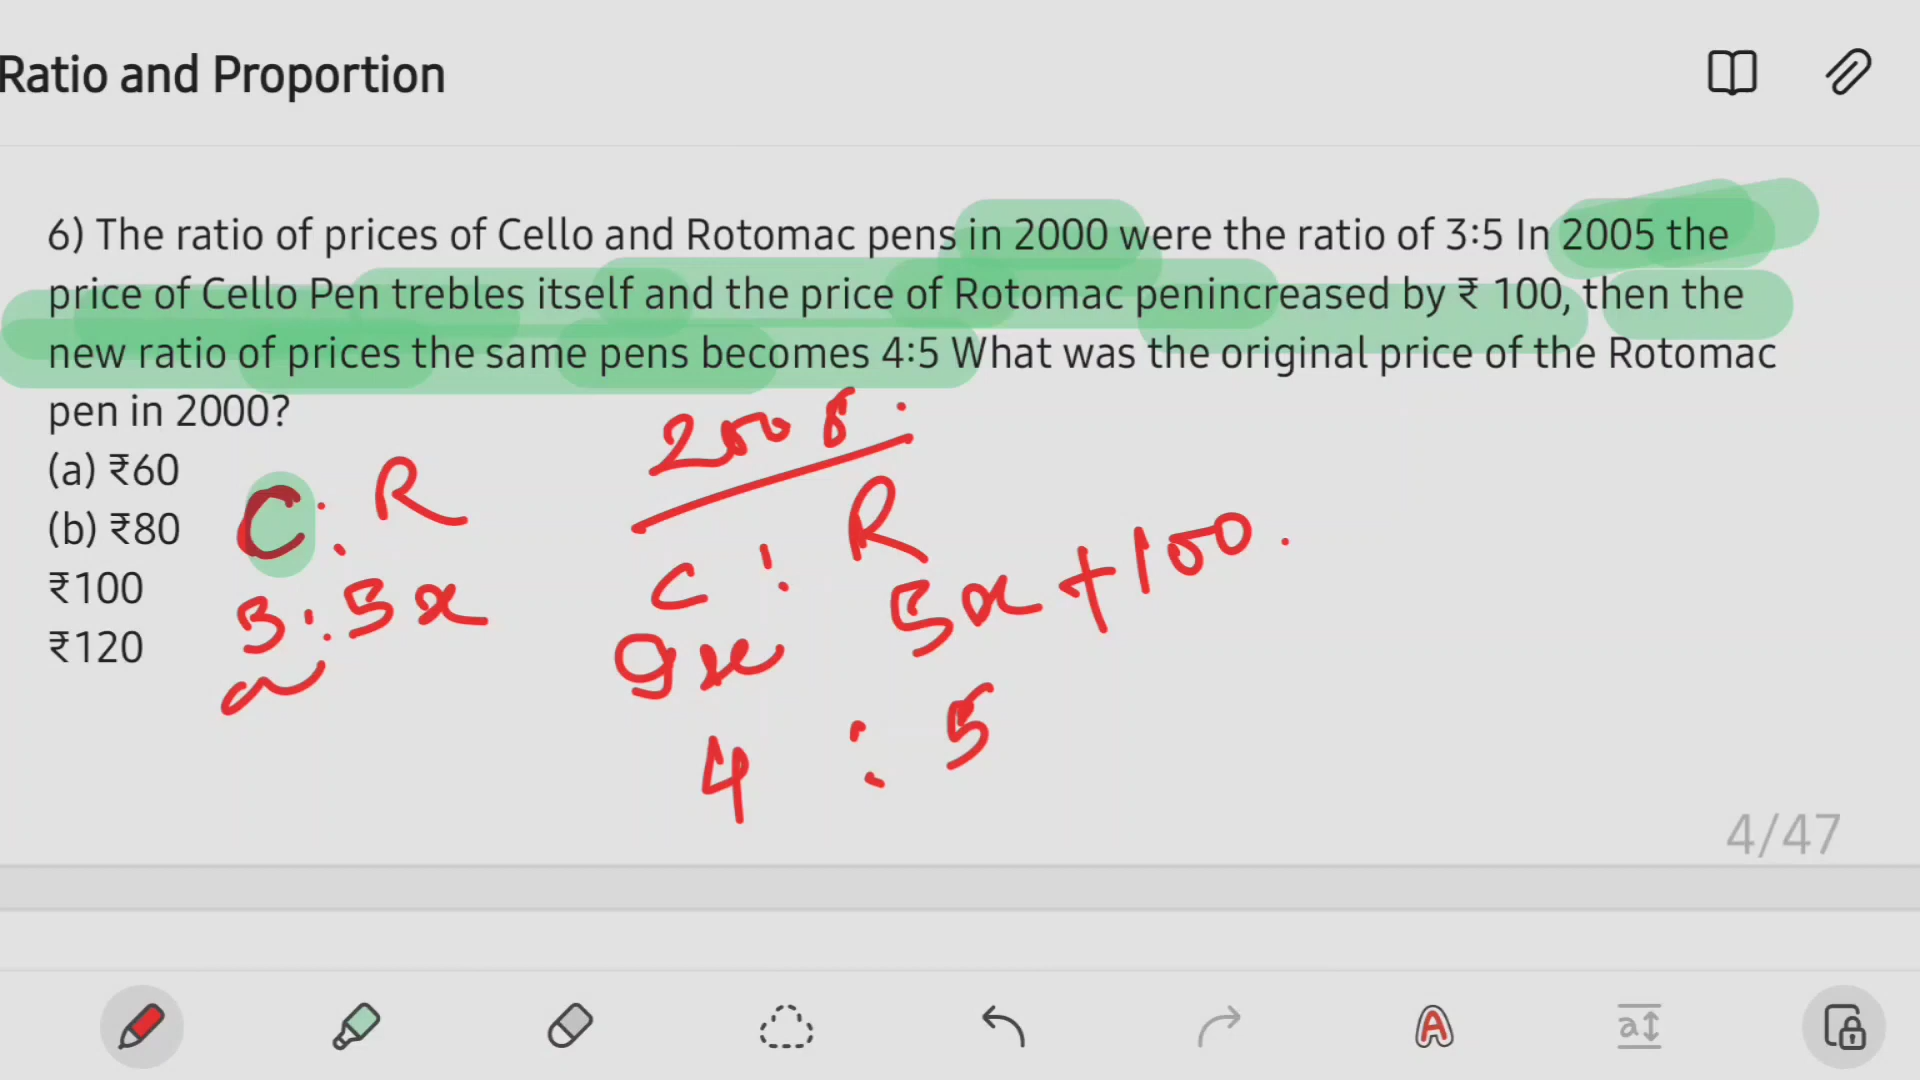 Ratio and Proportion
6) The ratio of prices of Cello and Rotomac pens in 2000 were the ratio of 3:5 In 2005 the
price of Cello Pen trebles itself and the price of Rotomac penincreased by ₹ 100, then the
new ratio of prices the same pens becomes 4:5 What was the original price of the Rotomac
pen in 2000?
(a) ₹60
(b) ₹80
₹100
₹120
C : R
3 : 5x
2005.
C : R
9x 5x + 100.
4 : 5
4/47
A
a